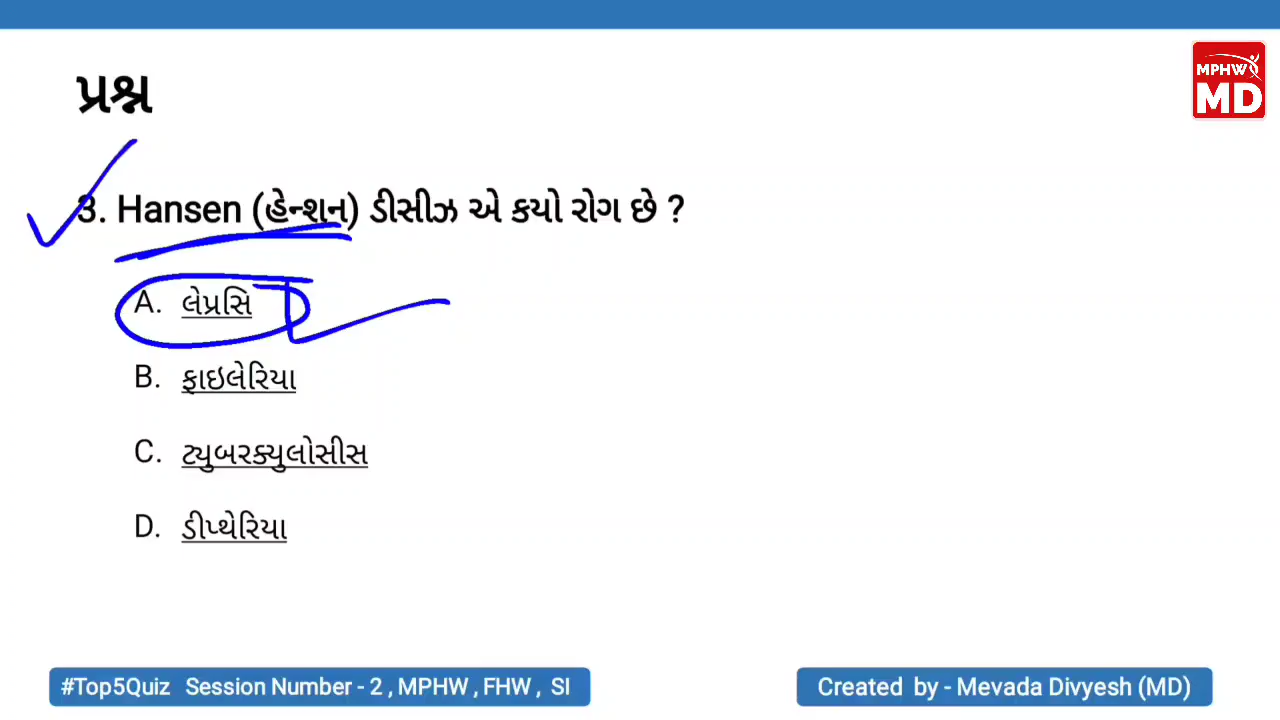 MPHW
MD
પ્રશ્ન
3. Hansen (હેન્શન) ડીસીઝ એ કયો રોગ છે ?
A. લેપ્રસિ
B. ફાઇલેરિયા
C. ટ્યુબરક્યુલોસીસ
D. ડીપ્થેરિયા
#Top5Quiz Session Number - 2 , MPHW , FHW , SI
Created by - Mevada Divyesh (MD)